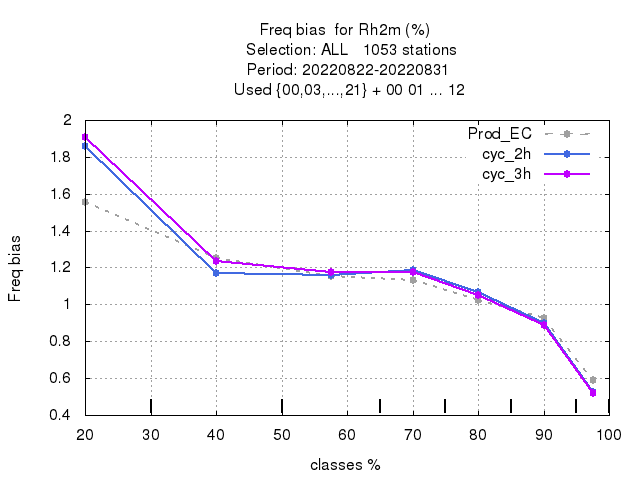 Freq bias  for Rh2m (%)
Selection: ALL   1053 stations
Period: 20220822-20220831
Used {00,03,...,21} + 00 01 ... 12
Prod_EC
cyc_2h
cyc_3h
2
1.8
1.6
1.4
1.2
1
0.8
0.6
0.4
Freq bias
20 30 40 50 60 70 80 90 100
classes %